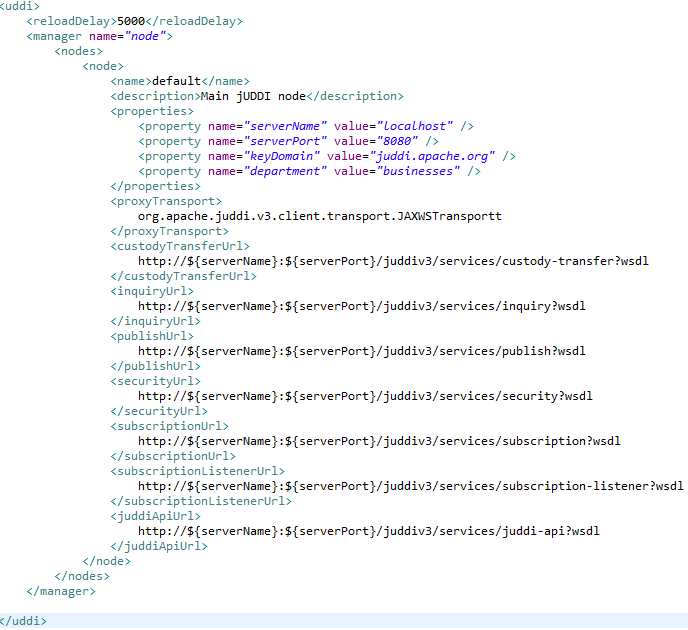 <uddi>
    <reloadDelay>5000</reloadDelay>
    <manager name="node">
        <nodes>
            <node>
                <name>default</name>
                <description>Main jUDDI node</description>
                <properties>
                    <property name="serverName" value="localhost" />
                    <property name="serverPort" value="8080" />
                    <property name="keyDomain" value="juddi.apache.org" />
                    <property name="department" value="businesses" />
                </properties>
                <proxyTransport>
                    org.apache.juddi.v3.client.transport.JAXWSTransportt
                </proxyTransport>
                <custodyTransferUrl>
                    http://${serverName}:${serverPort}/juddiv3/services/custody-transfer?wsdl
                </custodyTransferUrl>
                <inquiryUrl>
                    http://${serverName}:${serverPort}/juddiv3/services/inquiry?wsdl
                </inquiryUrl>
                <publishUrl>
                    http://${serverName}:${serverPort}/juddiv3/services/publish?wsdl
                </publishUrl>
                <securityUrl>
                    http://${serverName}:${serverPort}/juddiv3/services/security?wsdl
                </securityUrl>
                <subscriptionUrl>
                    http://${serverName}:${serverPort}/juddiv3/services/subscription?wsdl
                </subscriptionUrl>
                <subscriptionListenerUrl>
                    http://${serverName}:${serverPort}/juddiv3/services/subscription-listener?wsdl
                </subscriptionListenerUrl>
                <juddiApiUrl>
                    http://${serverName}:${serverPort}/juddiv3/services/juddi-api?wsdl
                </juddiApiUrl>
            </node>
        </nodes>
    </manager>
</uddi>